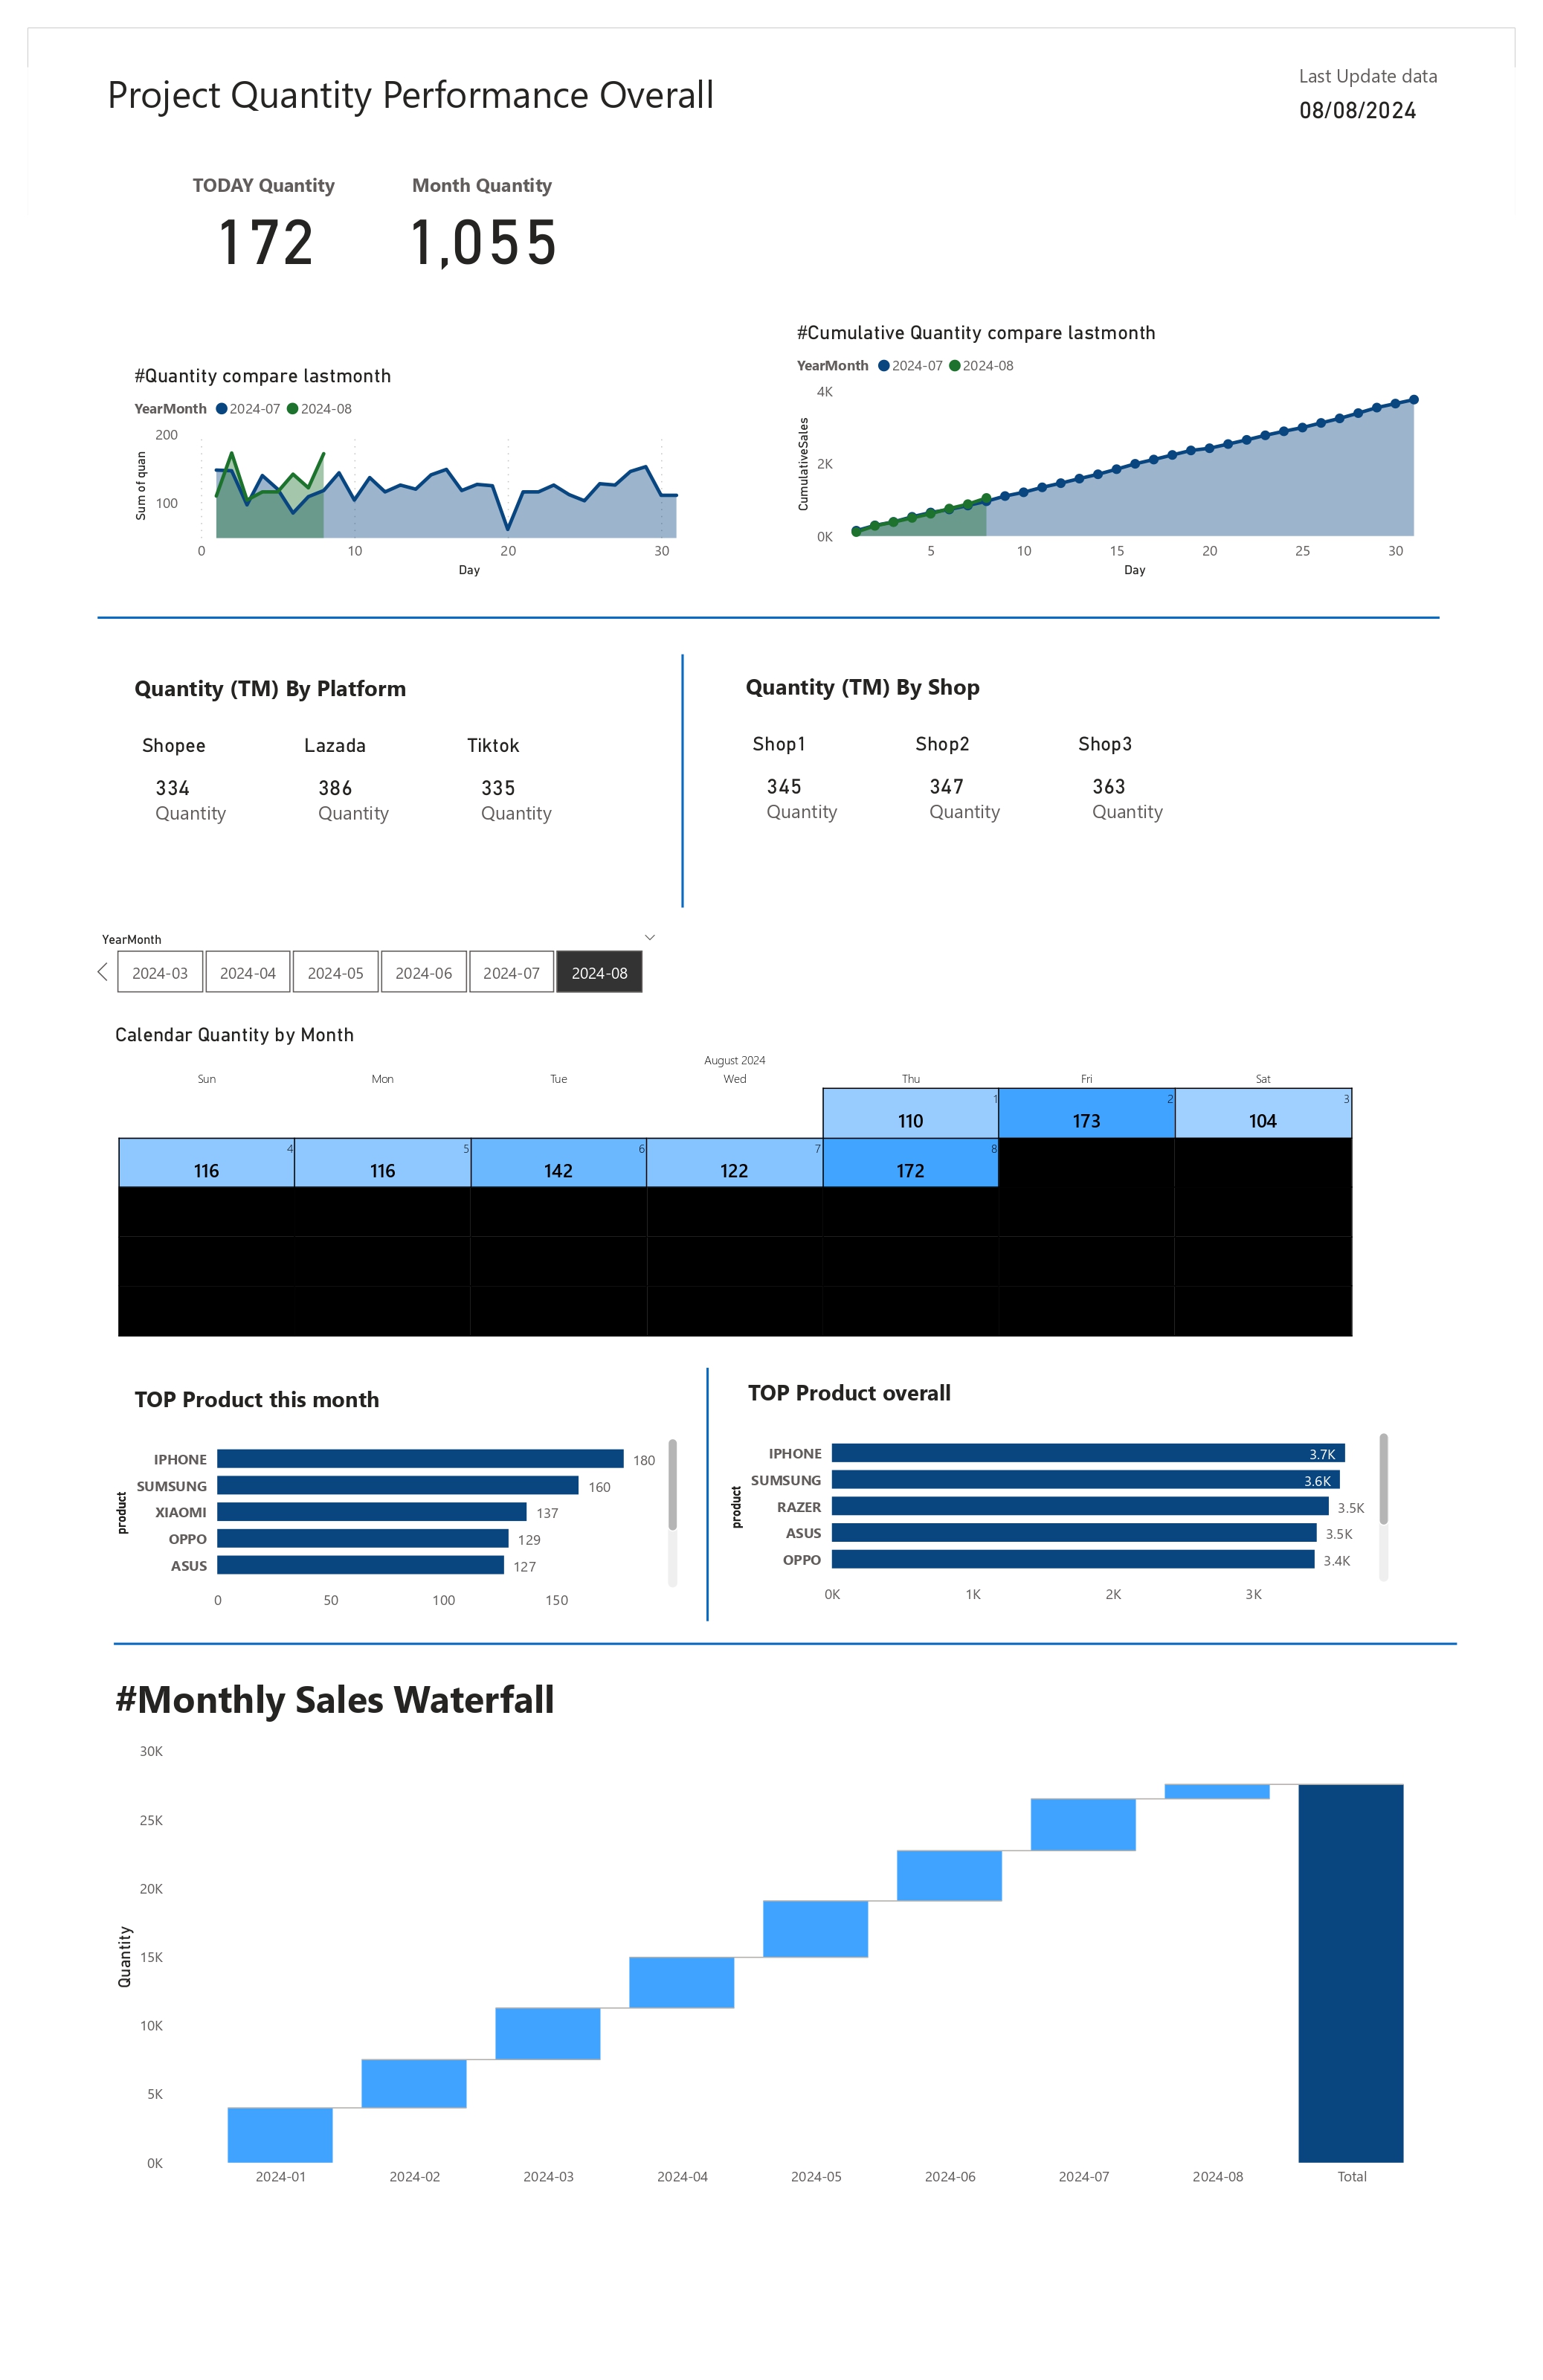 Project Quantity Performance Overall
Last Update data
08/08/2024
TODAY Quantity
172
Month Quantity
1,055
#Quantity compare lastmonth
YearMonth 2024-07 2024-08
200
100
Sum of quan
0 10 20 30
Day
#Cumulative Quantity compare lastmonth
YearMonth 2024-07 2024-08
4K
2K
0K
CumulativeSales
5 10 15 20 25 30
Day
Quantity (TM) By Platform
Shopee Lazada Tiktok
334 386 335
Quantity Quantity Quantity
Quantity (TM) By Shop
Shop1 Shop2 Shop3
345 347 363
Quantity Quantity Quantity
YearMonth
2024-03 2024-04 2024-05 2024-06 2024-07 2024-08
Calendar Quantity by Month
August 2024
Sun Mon Tue Wed Thu Fri Sat
1 2 3
110 173 104
4 5 6 7 8
116 116 142 122 172
TOP Product this month
product
IPHONE 180
SUMSUNG 160
XIAOMI 137
OPPO 129
ASUS 127
0 50 100 150
TOP Product overall
product
IPHONE 3.7K
SUMSUNG 3.6K
RAZER 3.5K
ASUS 3.5K
OPPO 3.4K
0K 1K 2K 3K
#Monthly Sales Waterfall
30K
25K
20K
15K
10K
5K
0K
Quantity
2024-01 2024-02 2024-03 2024-04 2024-05 2024-06 2024-07 2024-08 Total